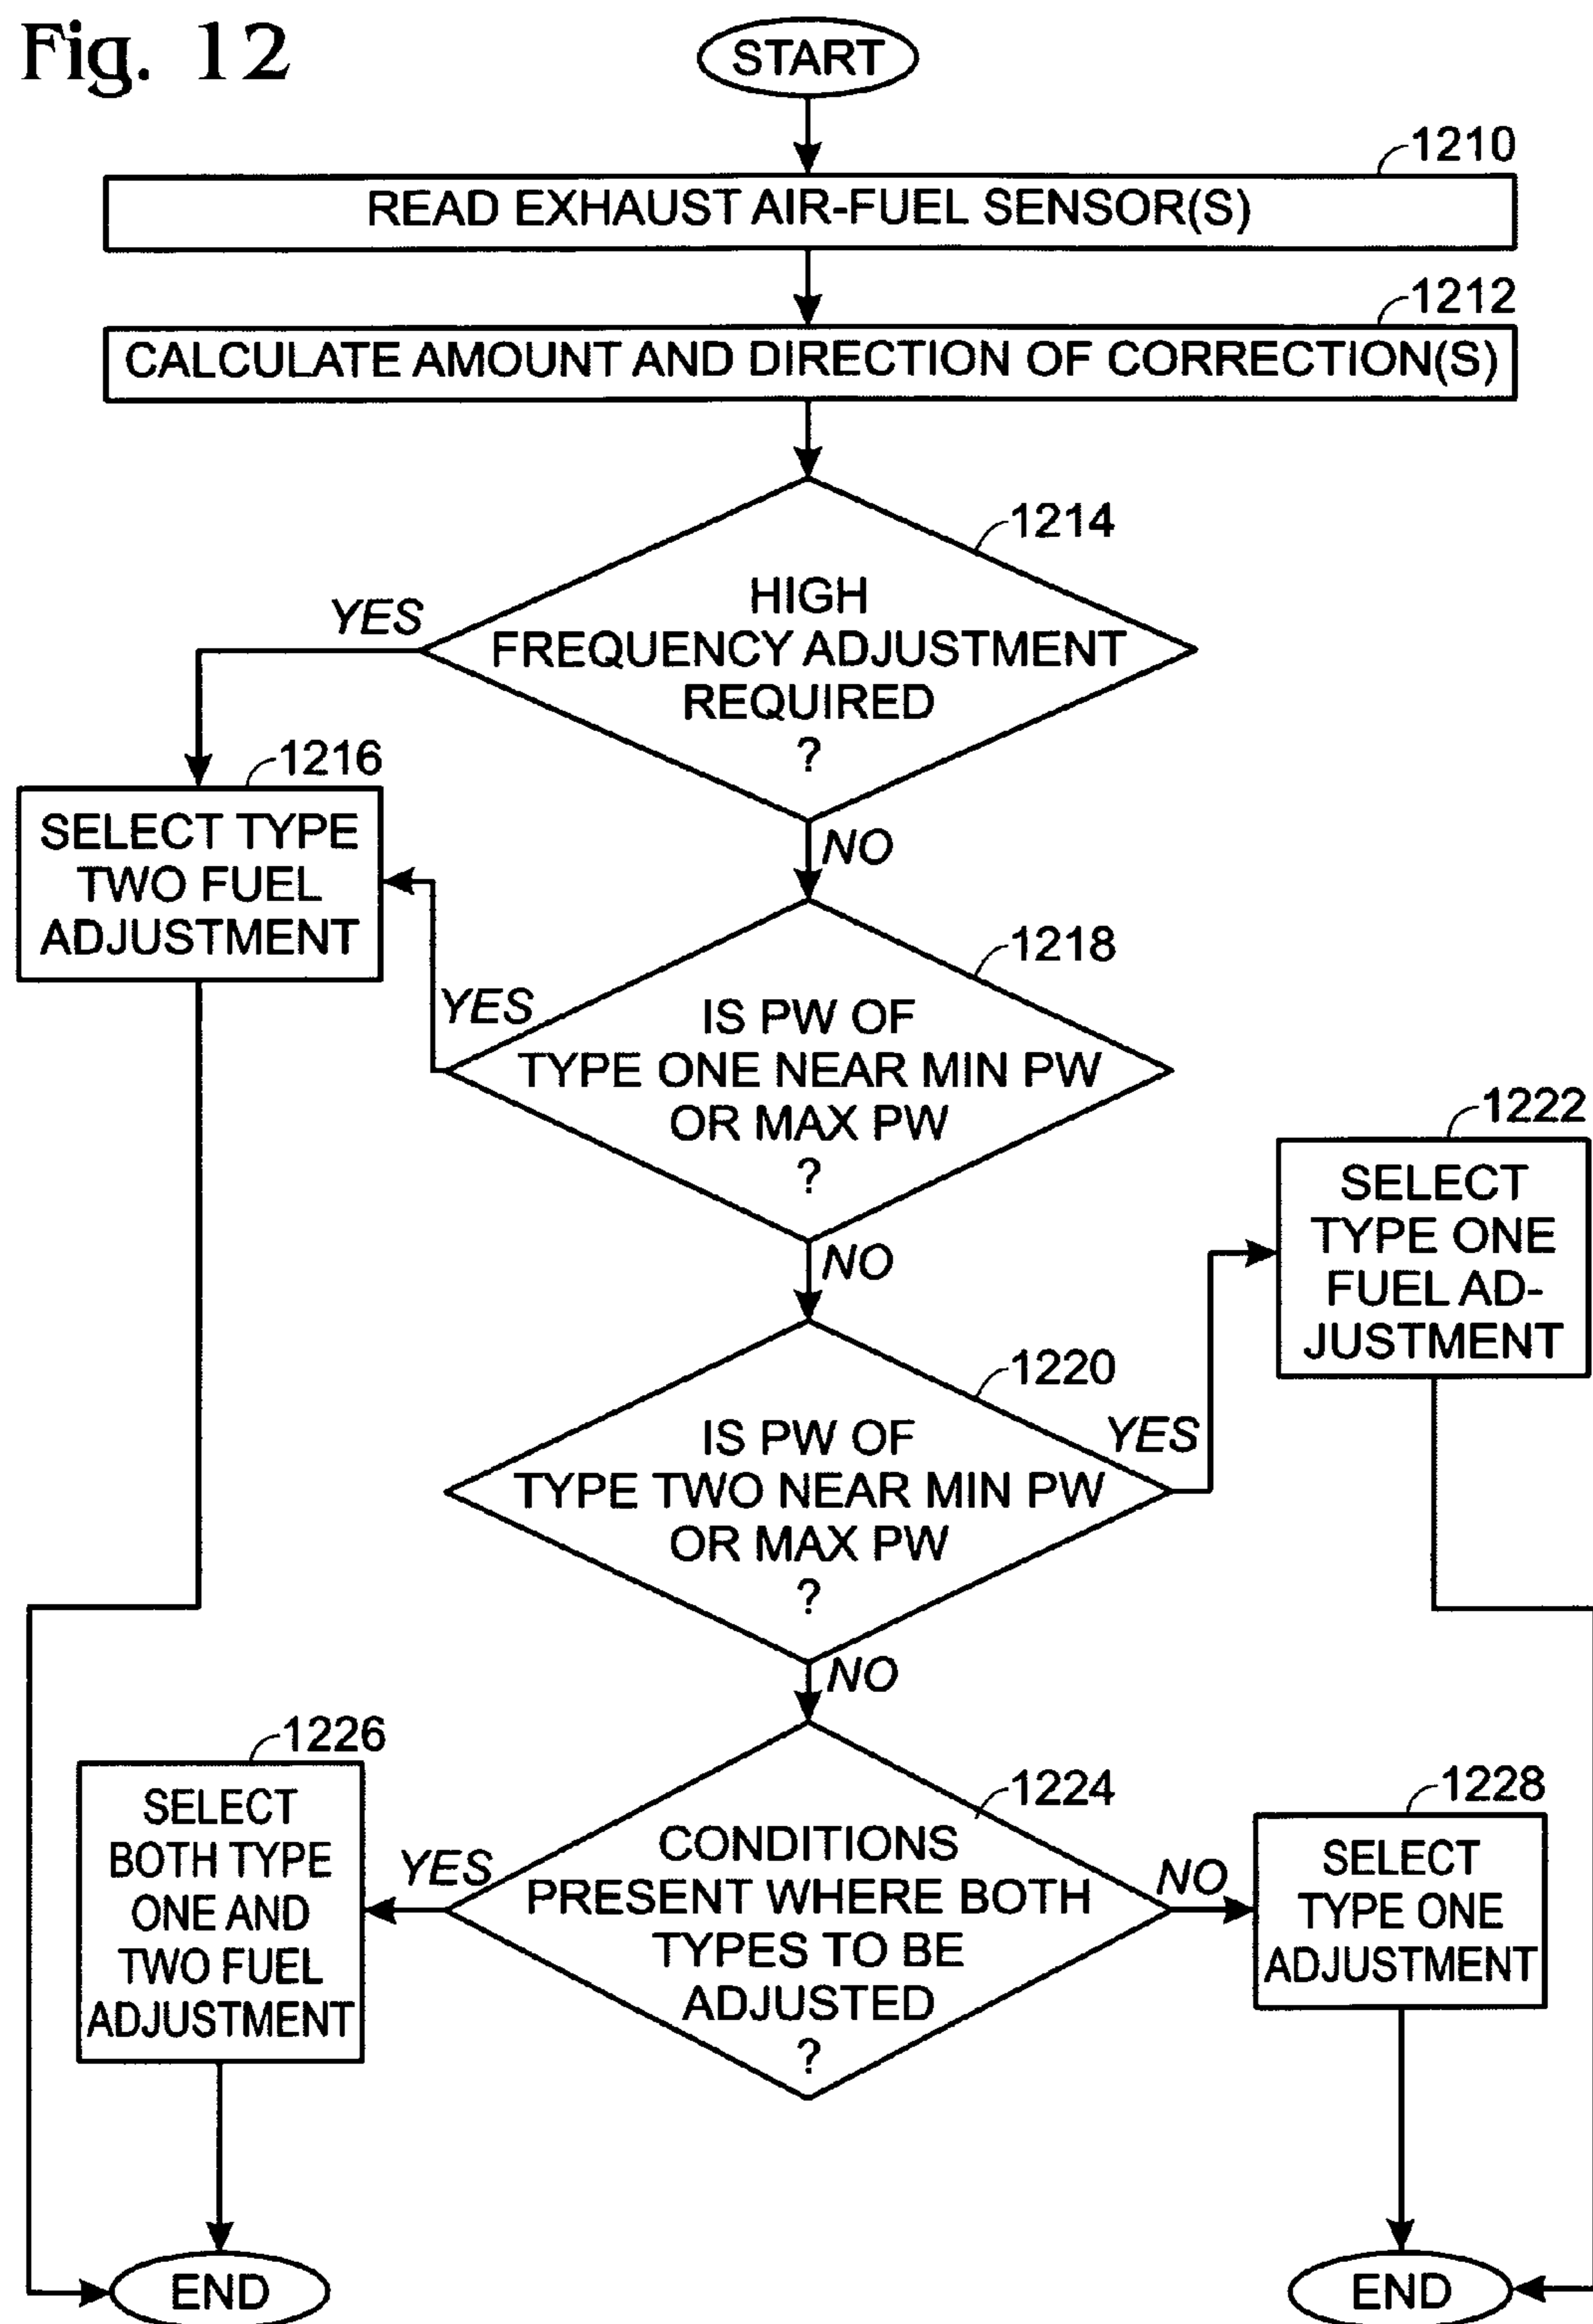 Fig. 12
START
1210
READ EXHAUST AIR-FUEL SENSOR(S)
1212
CALCULATE AMOUNT AND DIRECTION OF CORRECTION(S)
1214
HIGH
FREQUENCY ADJUSTMENT
REQUIRED
?
YES
NO
1216
SELECT TYPE
TWO FUEL
ADJUSTMENT
1218
IS PW OF
TYPE ONE NEAR MIN PW
OR MAX PW
?
YES
NO
1222
SELECT
TYPE ONE
FUEL AD-
JUSTMENT
1220
IS PW OF
TYPE TWO NEAR MIN PW
OR MAX PW
?
YES
NO
1226
SELECT
BOTH TYPE
ONE AND
TWO FUEL
ADJUSTMENT
1224
CONDITIONS
PRESENT WHERE BOTH
TYPES TO BE
ADJUSTED
?
YES
NO
1228
SELECT
TYPE ONE
ADJUSTMENT
END
END